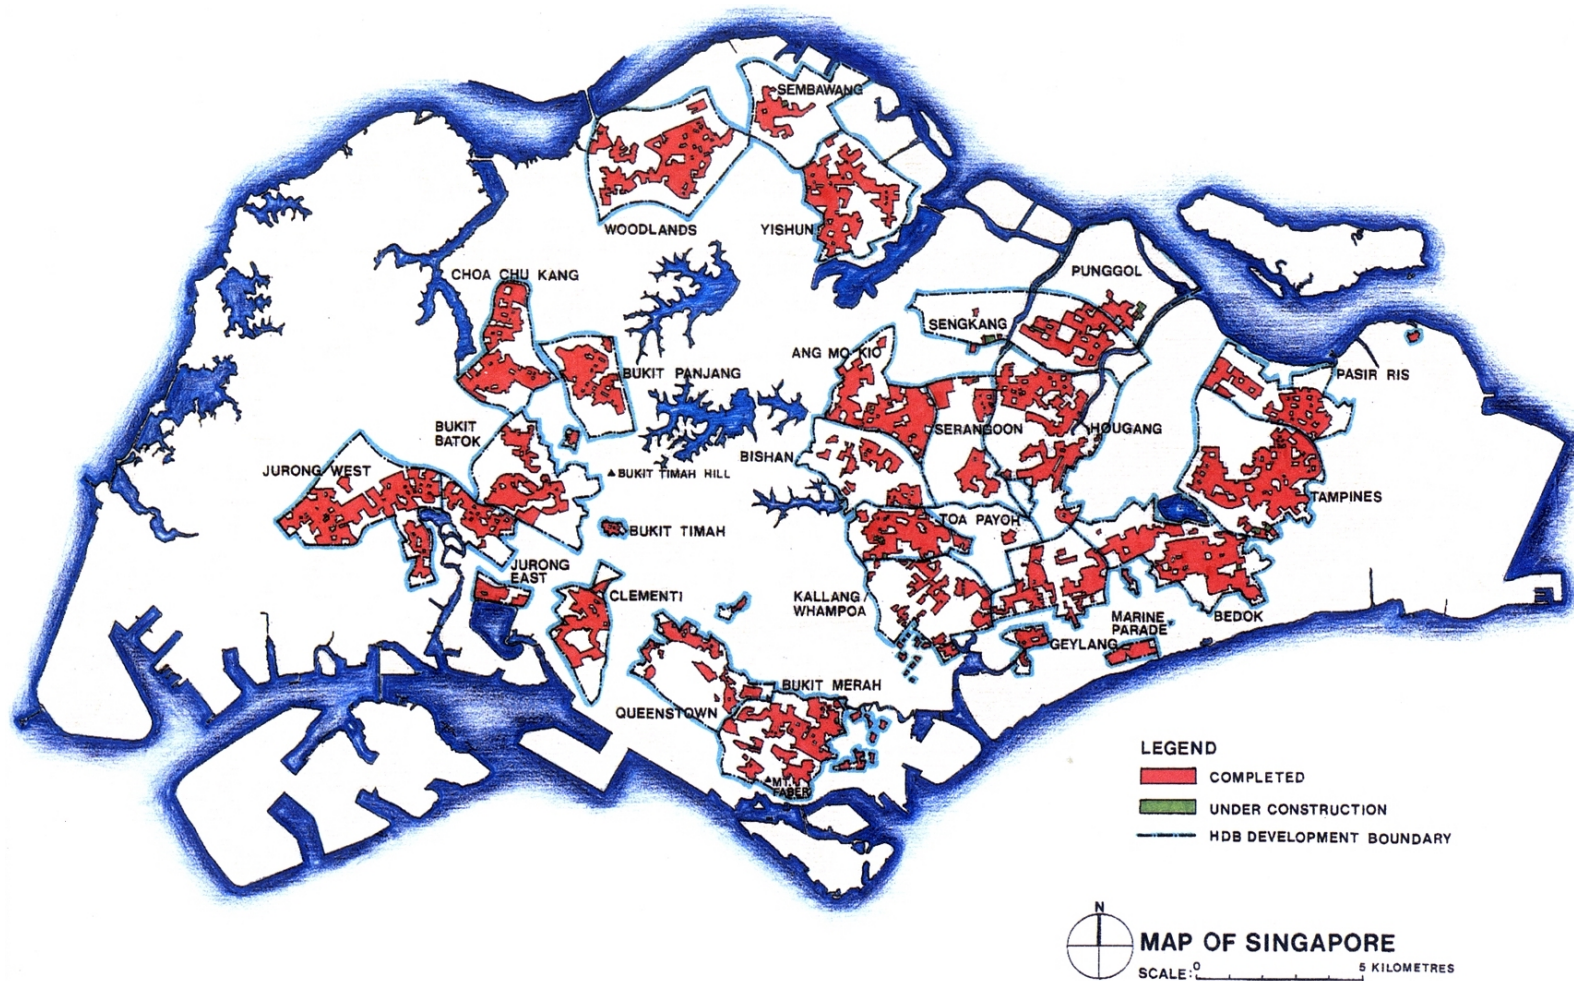 SEMBAWANG
WOODLANDS
YISHUN
CHOA CHU KANG
PUNGGOL
SENGKANG
ANG MO KIO
BUKIT PANJANG
PASIR RIS
BUKIT
BATOK
SERANGOON
HOUGANG
BISHAN
JURONG WEST
BUKIT TIMAH HILL
TAMPINES
TOA PAYOH
BUKIT TIMAH
JURONG
EAST
CLEMENTI
KALLANG/
WHAMPOA
MARINE
PARADE
BEDOK
GEYLANG
BUKIT MERAH
QUEENSTOWN
MT.
FABER
LEGEND
COMPLETED
UNDER CONSTRUCTION
HDB DEVELOPMENT BOUNDARY
N
MAP OF SINGAPORE
SCALE: 0 5 KILOMETRES